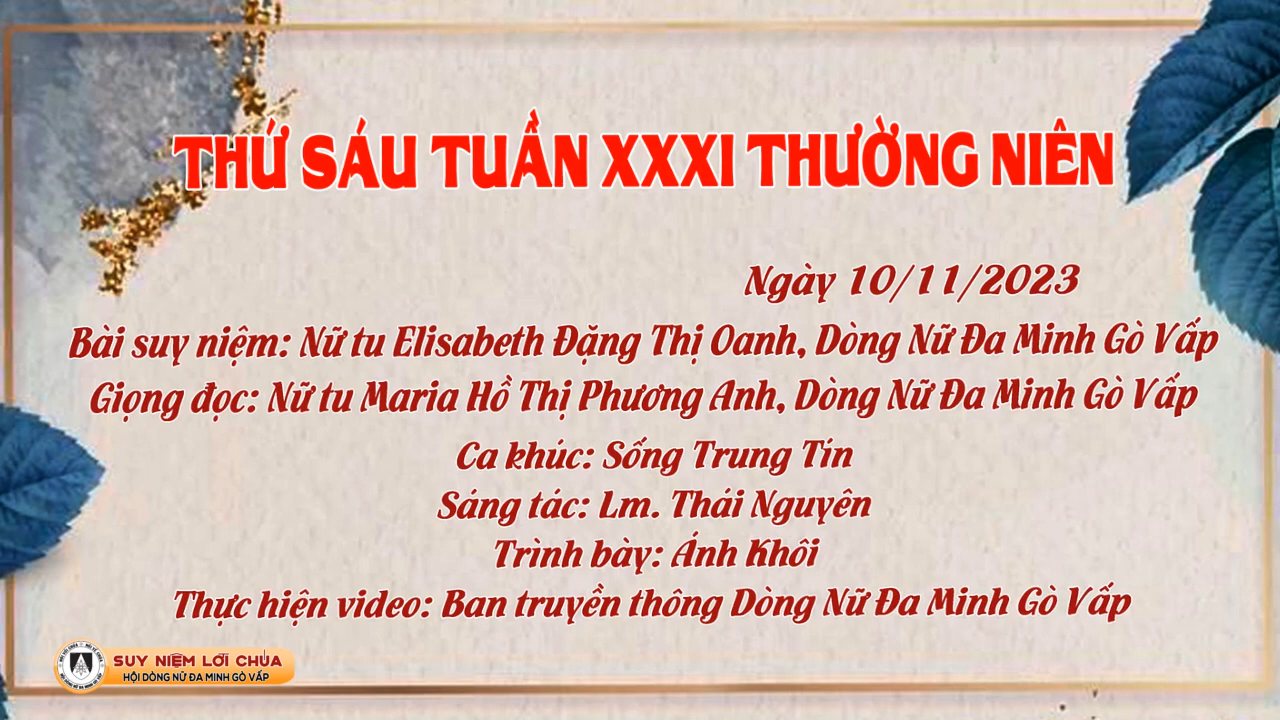 THỨ SÁU TUẦN XXXI THƯỜNG NIÊN
Ngày 10/11/2023
Bài suy niệm: Nữ tu Elisabeth Đặng Thị Oanh, Dòng Nữ Đa Minh Gò Vấp
Giọng đọc: Nữ tu Maria Hồ Thị Phương Anh, Dòng Nữ Đa Minh Gò Vấp
Ca khúc: Sống Trung Tín
Sáng tác: Lm. Thái Nguyên
Trình bày: Ánh Khôi
Thực hiện video: Ban truyền thông Dòng Nữ Đa Minh Gò Vấp
SUY NIỆM LỜI CHÚA
HỘI DÒNG NỮ ĐA MINH GÒ VẤP